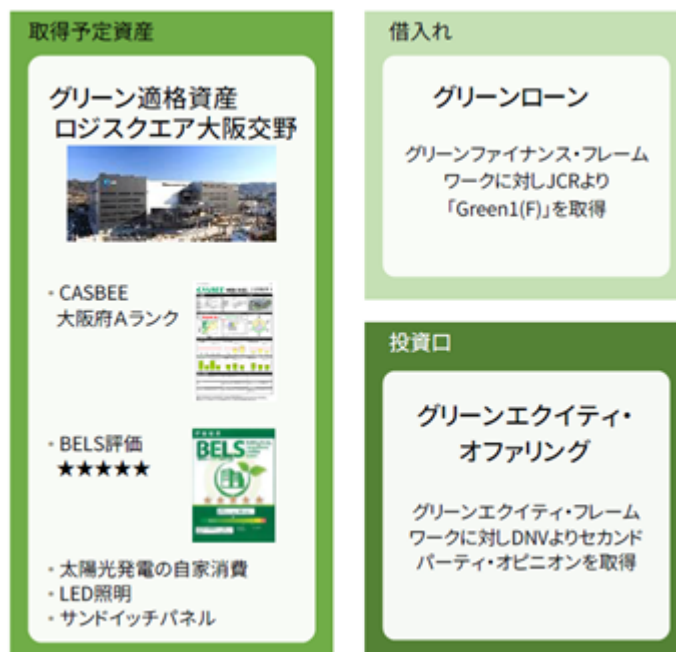 取得予定資産
グリーン適格資産
ロジスクエア大阪交野
・CASBEE
大阪府Aランク
CASBEE
・BELS評価
★★★★★
BELS
・太陽光発電の自家消費
・LED照明
・サンドイッチパネル
借入れ
グリーンローン
グリーンファイナンス・フレーム
ワークに対しJCRより
「Green1(F)」を取得
投資口
グリーンエクイティ・
オファリング
グリーンエクイティ・フレーム
ワークに対しDNVよりセカンド
パーティ・オピニオンを取得